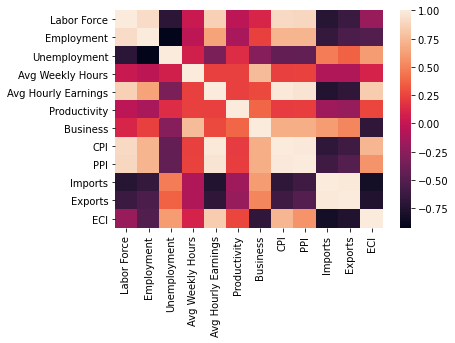 Labor Force
Employment
Unemployment
Avg Weekly Hours
Avg Hourly Earnings
Productivity
Business
CPI
PPI
Imports
Exports
ECI
Labor Force
Employment
Unemployment
Avg Weekly Hours
Avg Hourly Earnings
Productivity
Business
CPI
PPI
Imports
Exports
ECI
1.00
0.75
0.50
0.25
0.00
−0.25
−0.50
−0.75